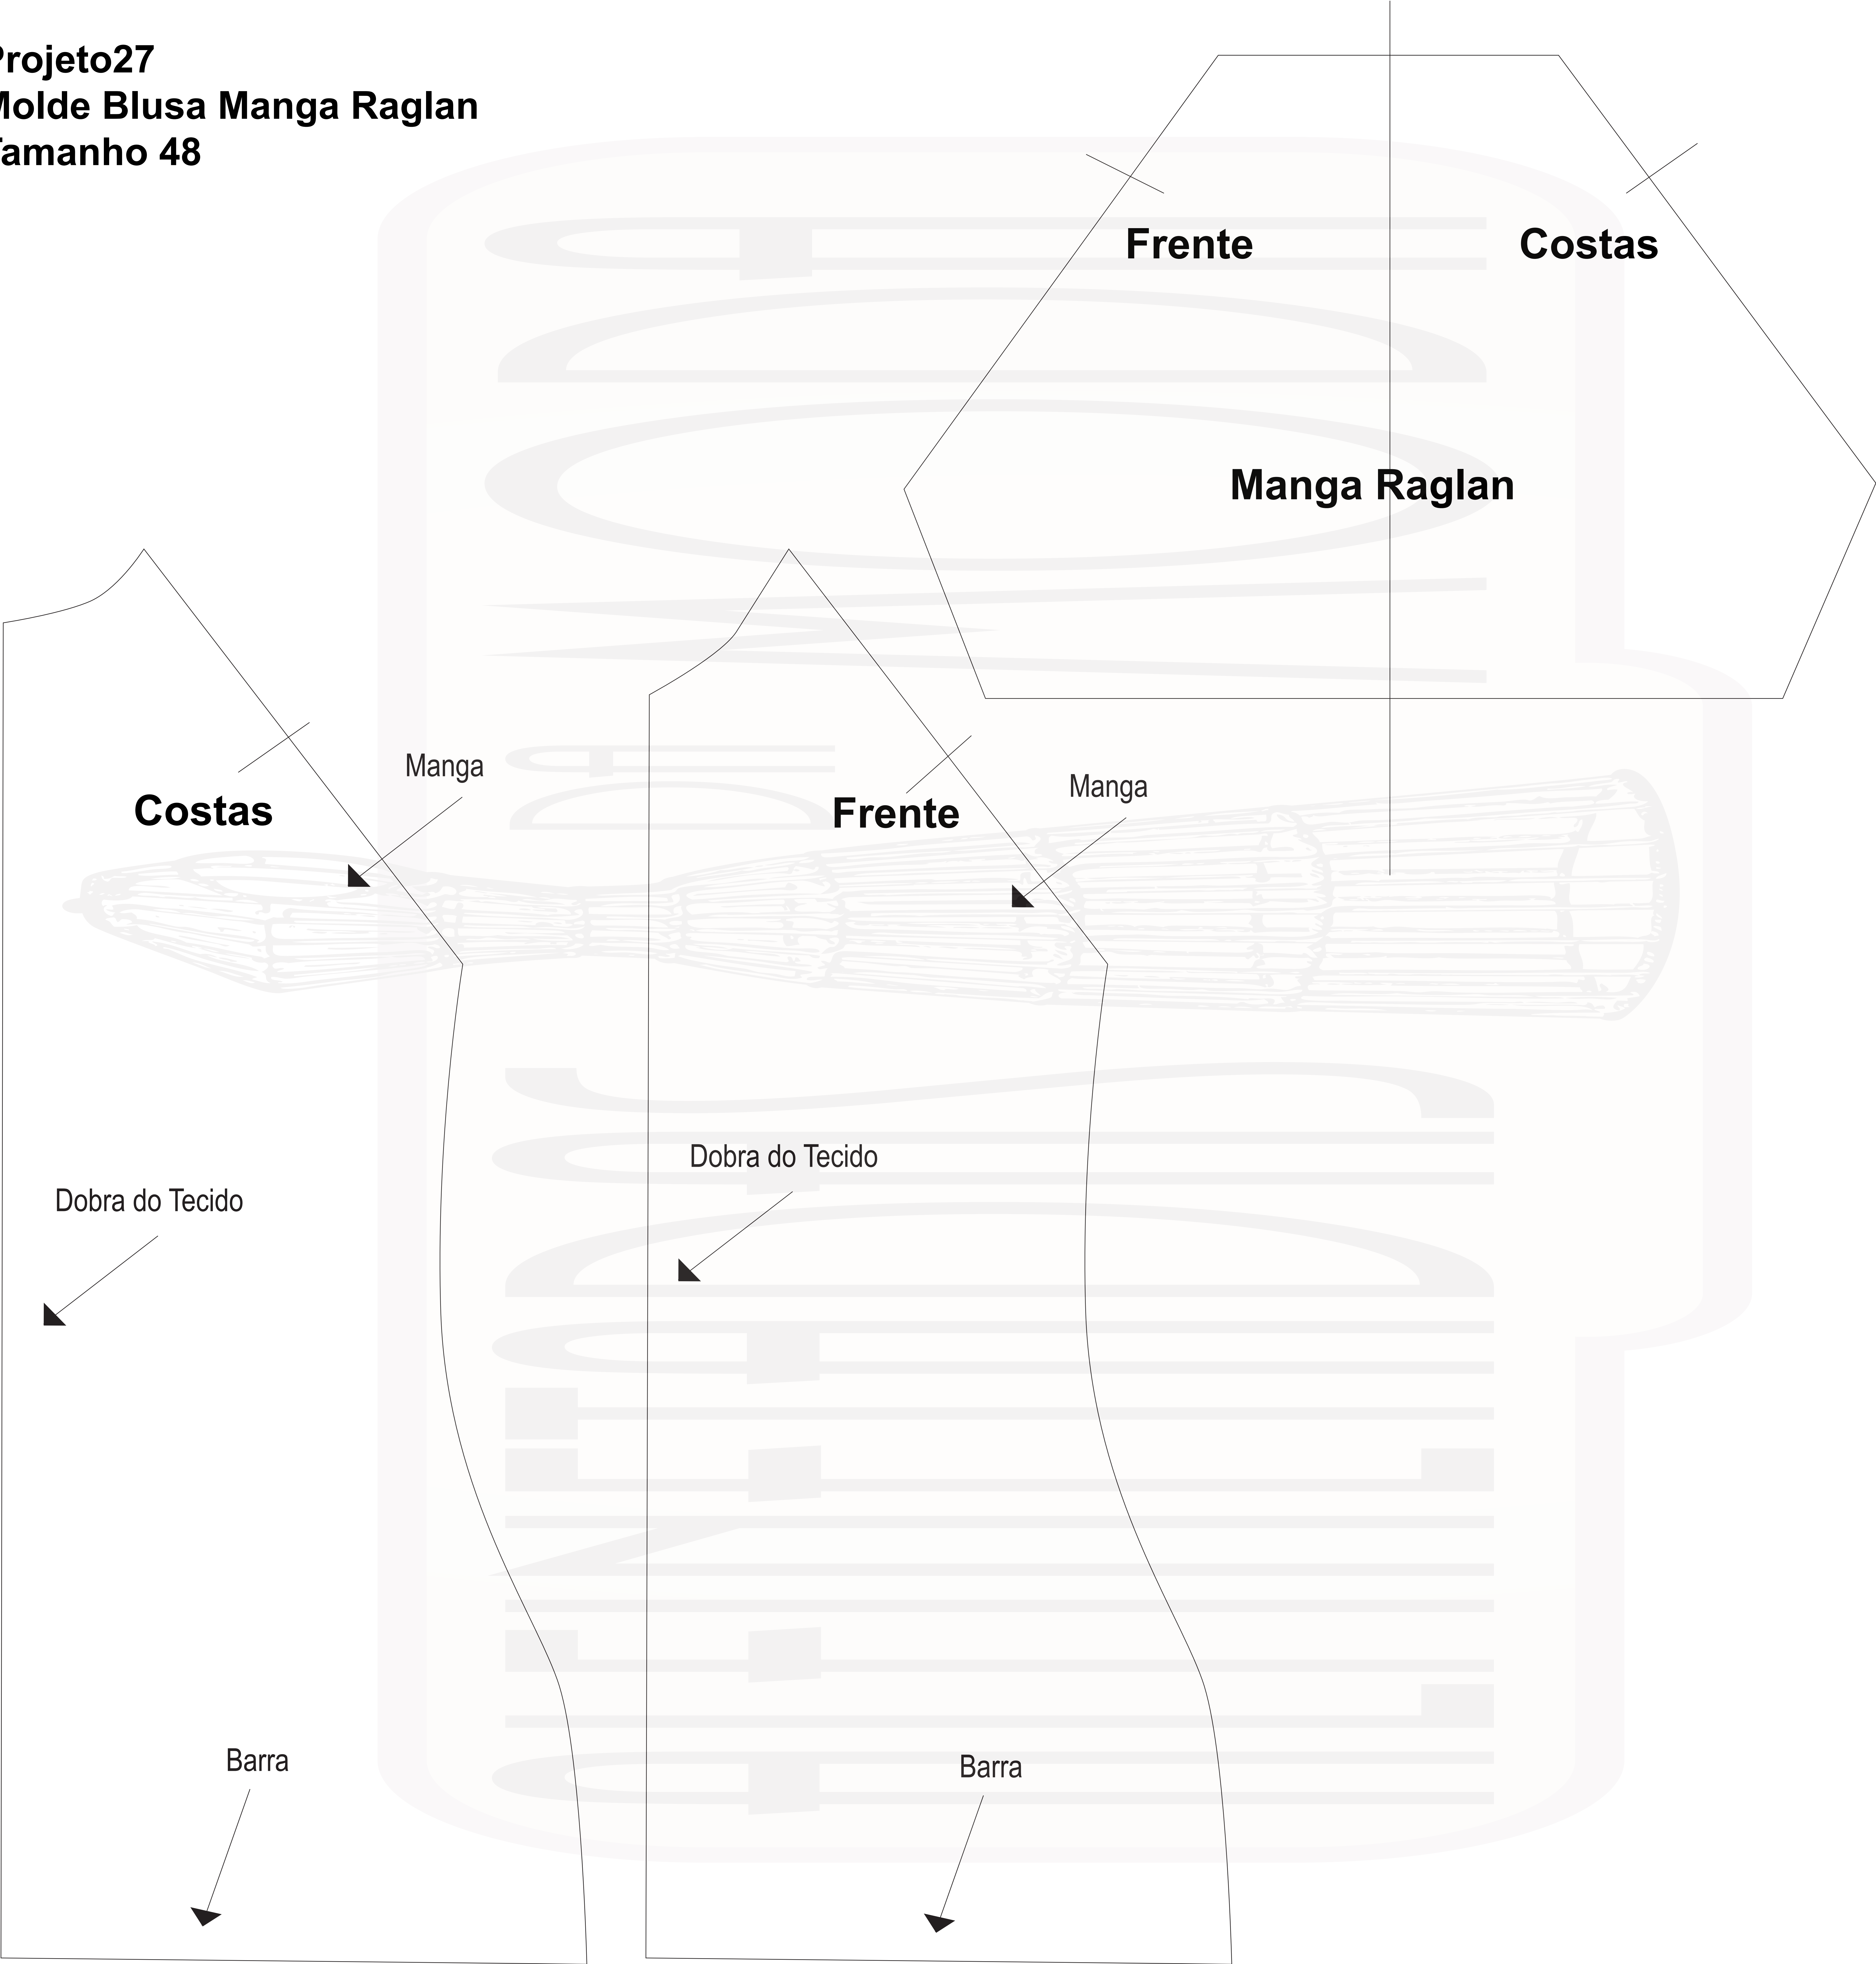 Projeto27
Molde Blusa Manga Raglan
Tamanho 48
Frente
Costas
Manga Raglan
Manga
Costas
Manga
Frente
Dobra do Tecido
Dobra do Tecido
Barra
Barra